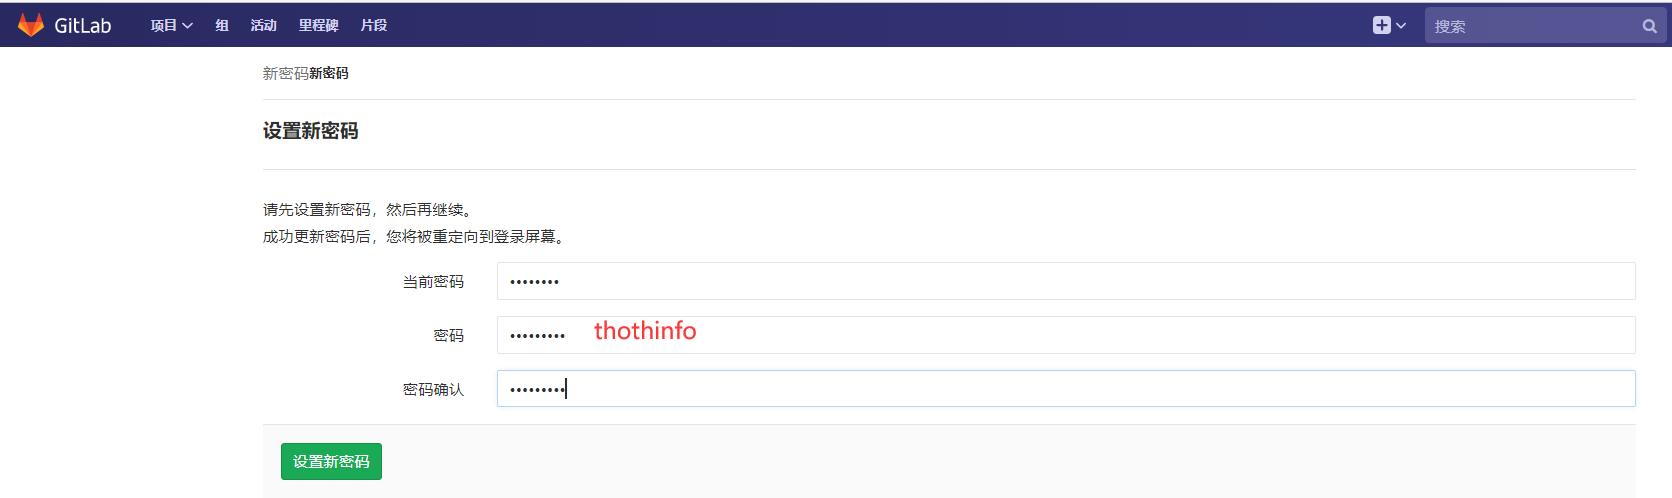 GitLab 项目 组 活动 里程碑 片段 搜索
新密码新密码
设置新密码
请先设置新密码，然后再继续。
成功更新密码后，您将被重定向到登录屏幕。
当前密码 ••••••••
密码 ••••••••• thothinfo
密码确认 •••••••••
设置新密码